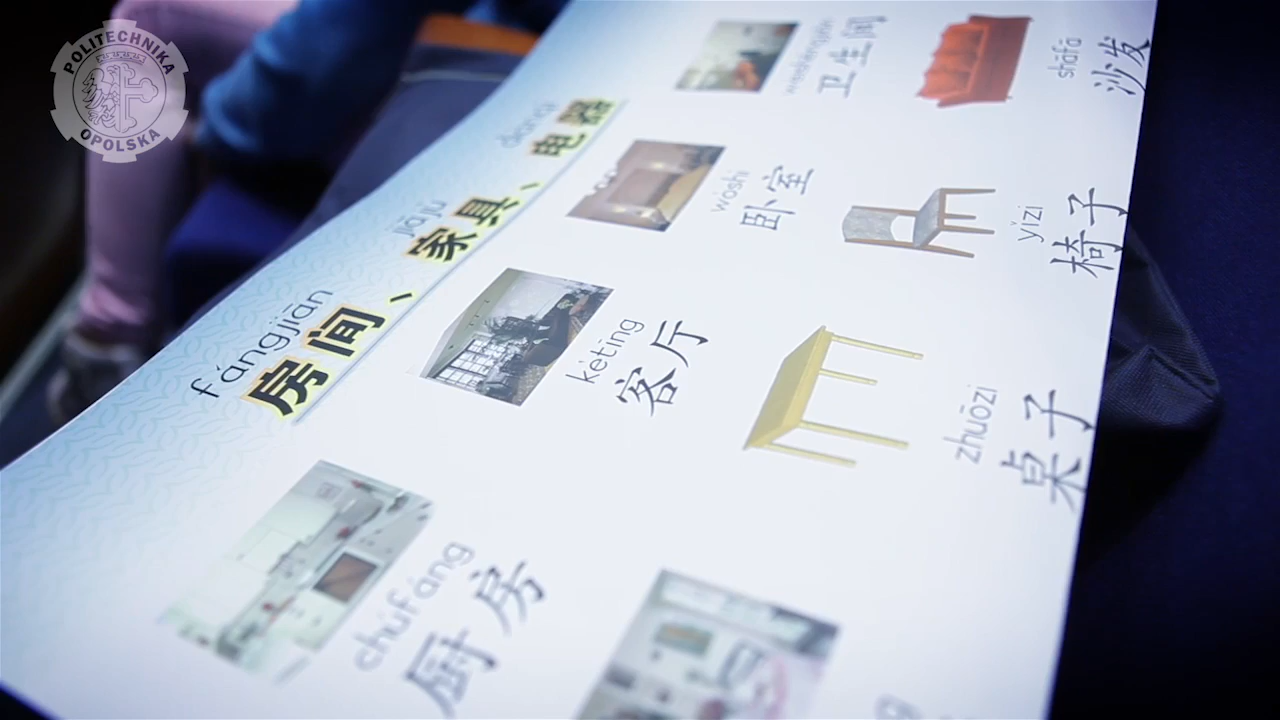 POLITECHNIKA OPOLSKA
fángjiān jiājù diànqì
房间、家具、电器
chúfáng
厨房
kètīng
客厅
wòshì
卧室
wèishēngjiān
卫生间
zhuōzi
桌子
yǐzi
椅子
shāfā
沙发